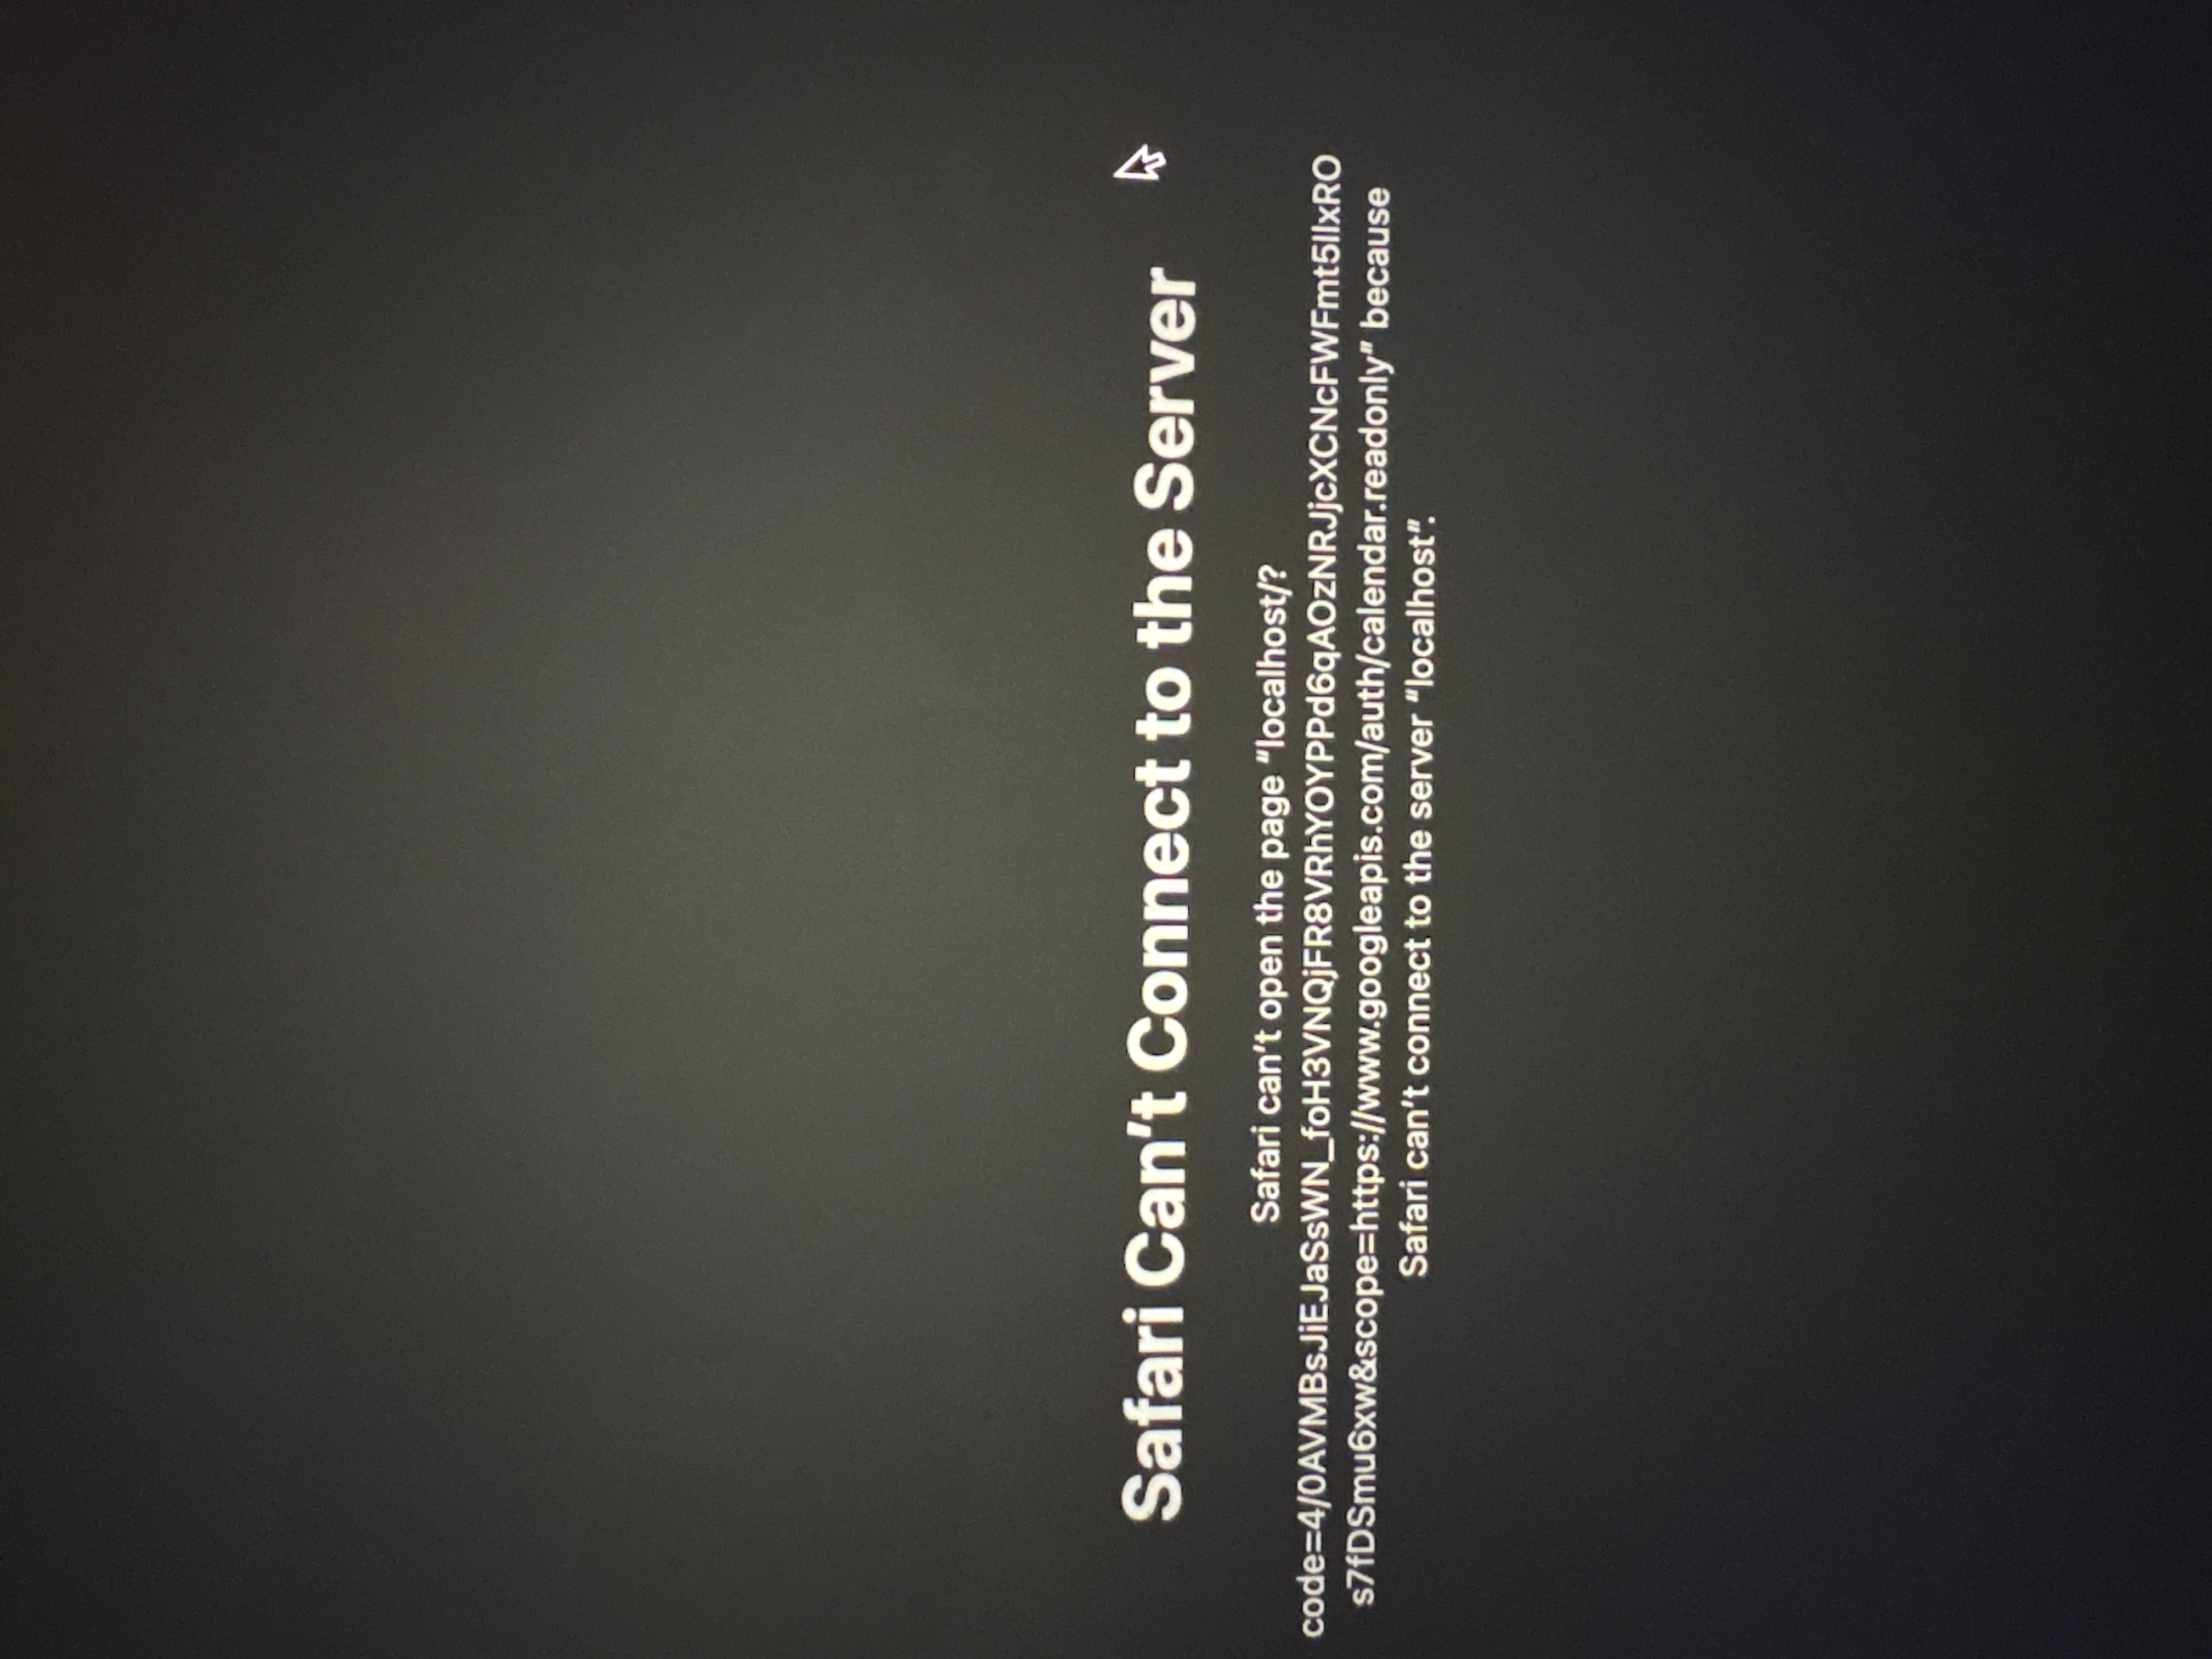 Safari Can't Connect to the Server
Safari can't open the page “localhost/?
code=4/0AVMBsJiEJaSsWN_foH3VNQjFR8VRhYOYPPd6qAOzNRJjcXCNcFWFmt5IIxRO
s7fDSmu6xw&scope=https://www.googleapis.com/auth/calendar.readonly” because
Safari can't connect to the server “localhost”.